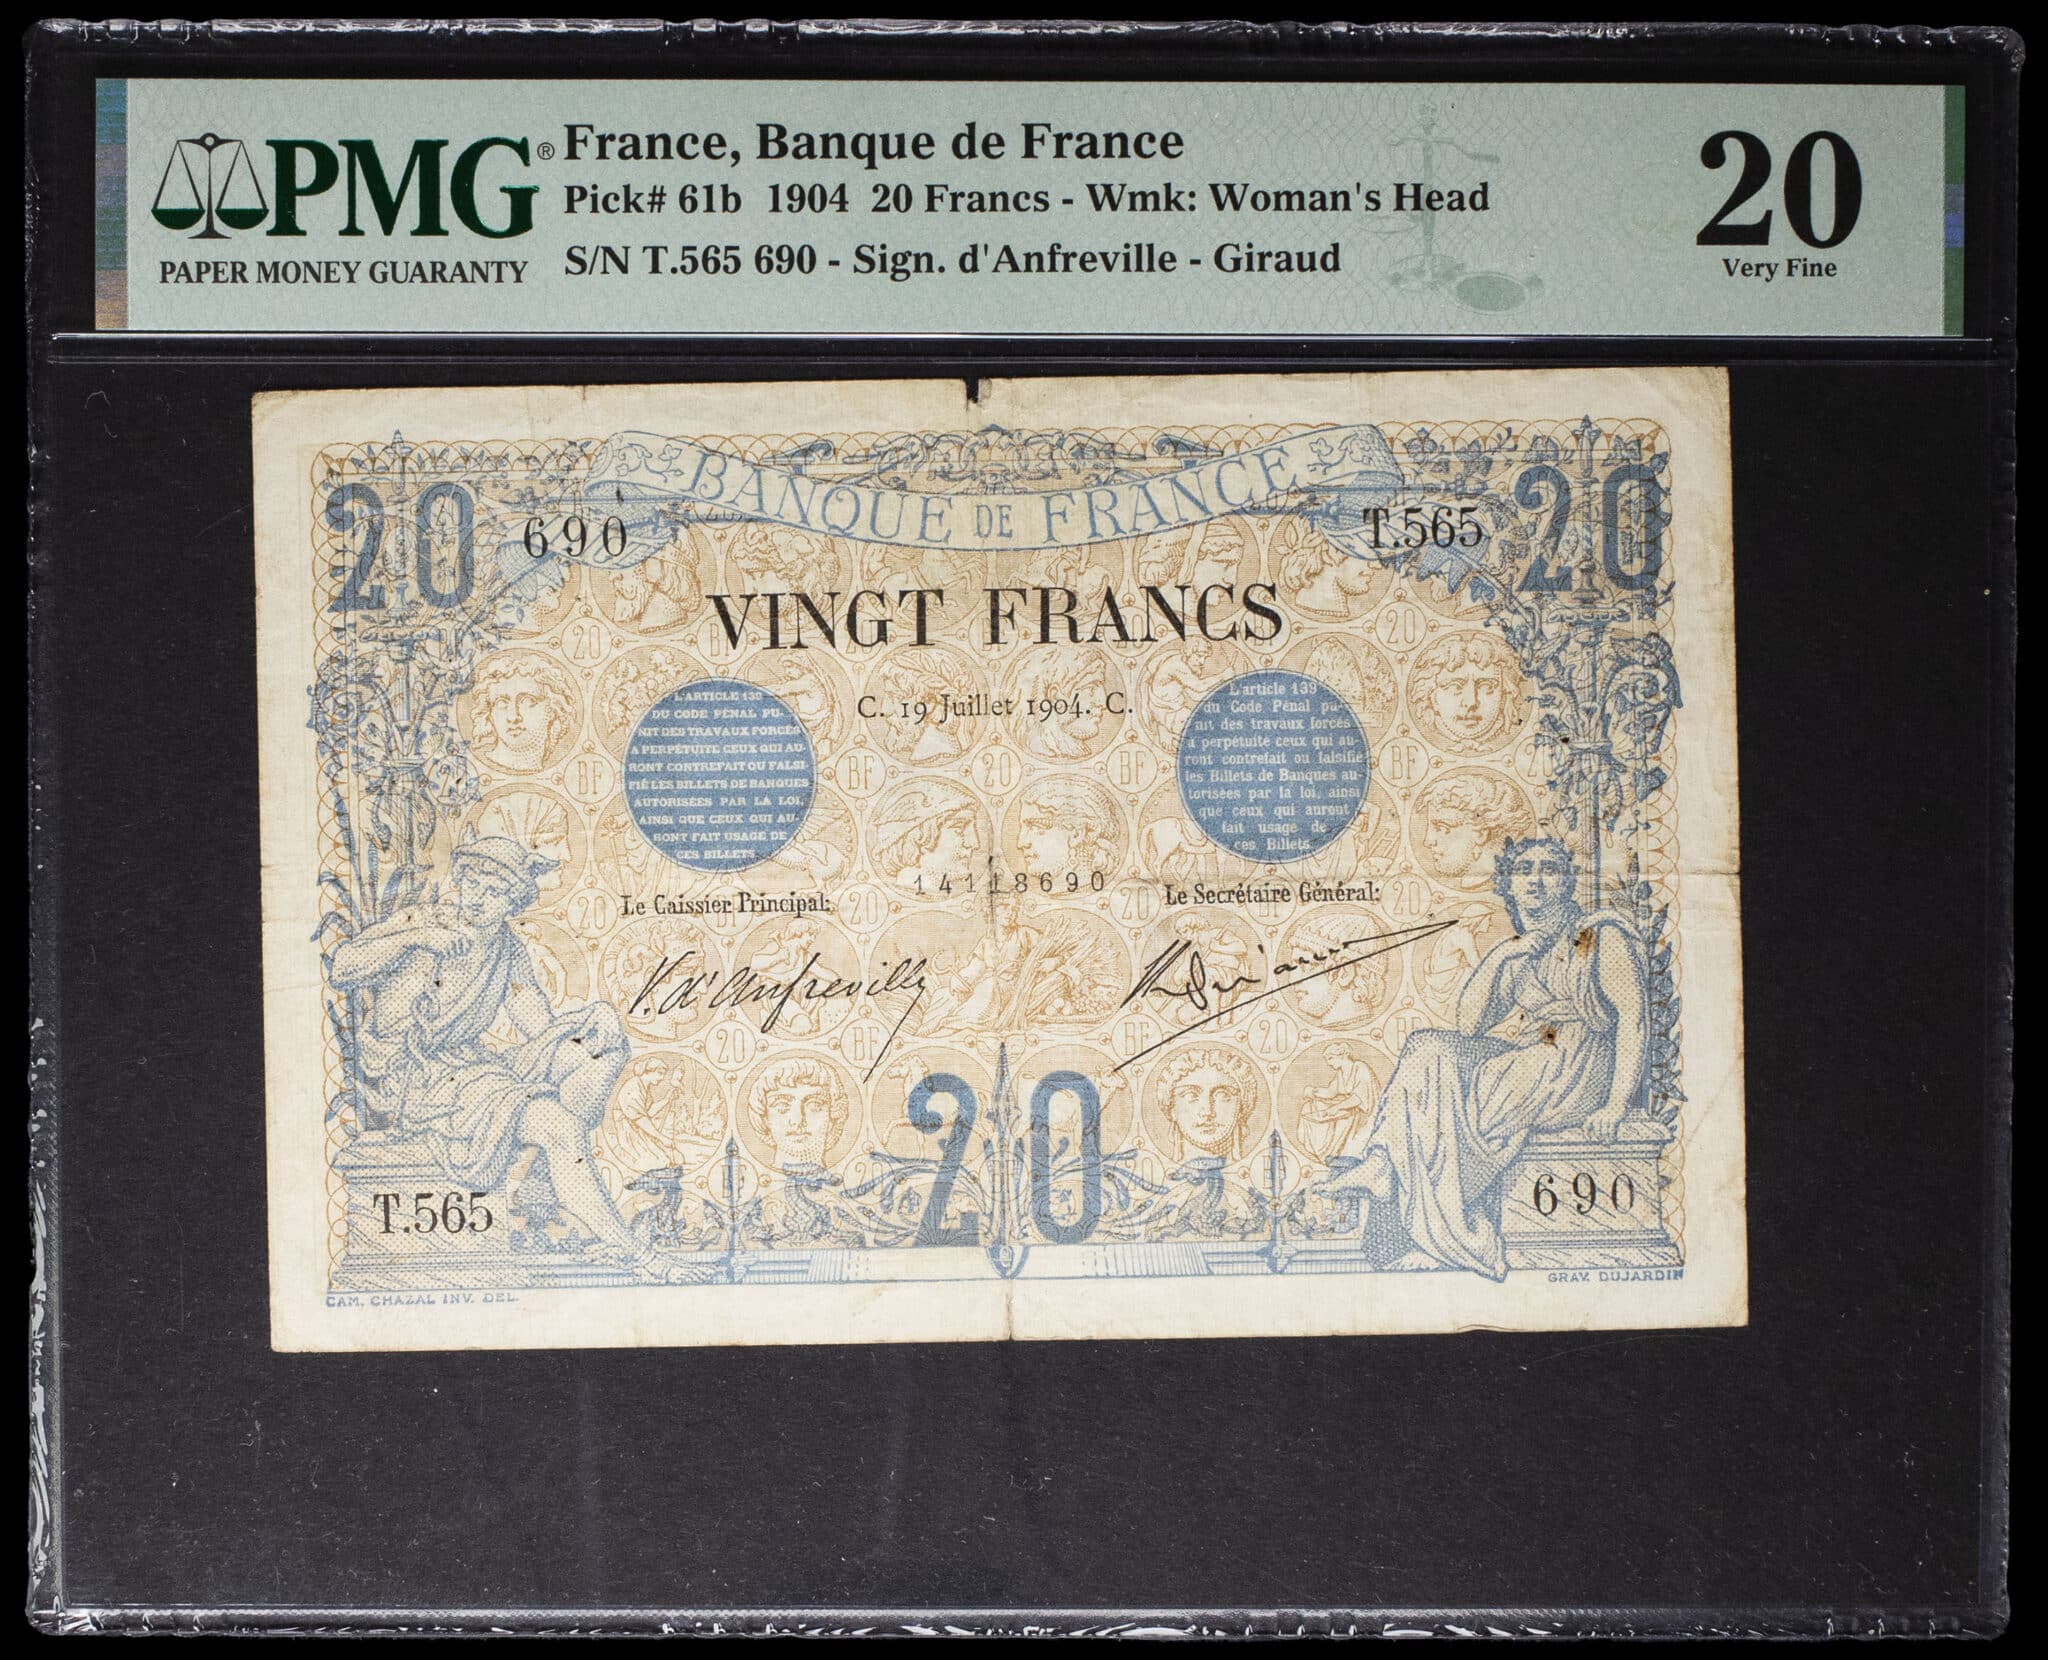 PMG®
PAPER MONEY GUARANTY
France, Banque de France
Pick# 61b 1904 20 Francs - Wmk: Woman's Head
S/N T.565 690 - Sign. d'Anfreville - Giraud
20
Very Fine
BANQUE DE FRANCE
20
690
T.565
20
VINGT FRANCS
C. 19 Juillet 1904. C.
L'ARTICLE 139
DU CODE PÉNAL PU-
NIT DES TRAVAUX FORCÉS
A PERPÉTUITÉ CEUX QUI AU-
RONT CONTREFAIT OU FALSI-
FIÉ LES BILLETS DE BANQUES
AUTORISÉES PAR LA LOI,
AINSI QUE CEUX QUI AU-
RONT FAIT USAGE DE
CES BILLETS.
L'article 139
du Code Pénal pu-
nit des travaux forcés
à perpétuité ceux qui au-
ront contrefait ou falsifié
les Billets de Banques au-
torisées par la loi, ainsi
que ceux qui auront
fait usage de
ces Billets.
BF 20 BF
14118690
Le Caissier Principal:
Le Secrétaire Général:
V. d'Anfreville
20
T.565
690
CAM. CHAZAL INV. DEL.
GRAV. DUJARDIN